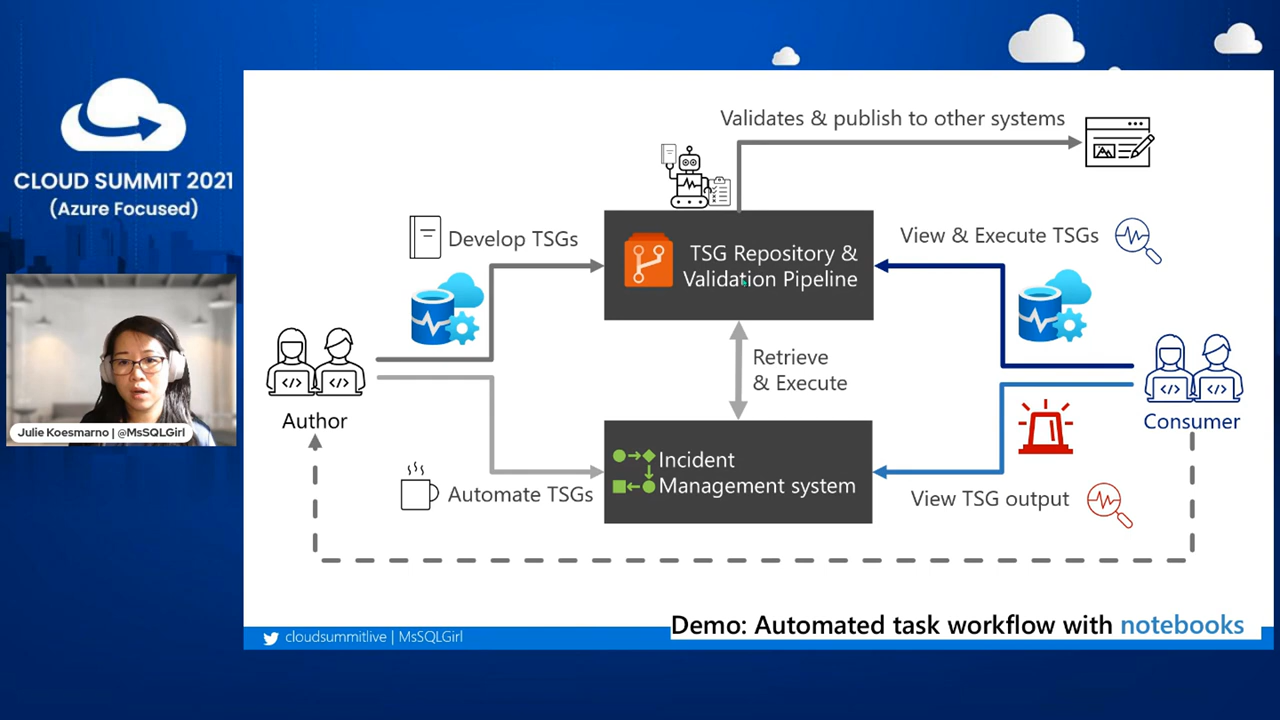 CLOUD SUMMIT 2021
(Azure Focused)
Julie Koesmarno | @MsSQLGirl
Validates & publish to other systems
Develop TSGs
TSG Repository &
Validation Pipeline
View & Execute TSGs
Retrieve
& Execute
Author
Consumer
Incident
Management system
Automate TSGs
View TSG output
Demo: Automated task workflow with notebooks
cloudsummitlive | MsSQLGirl